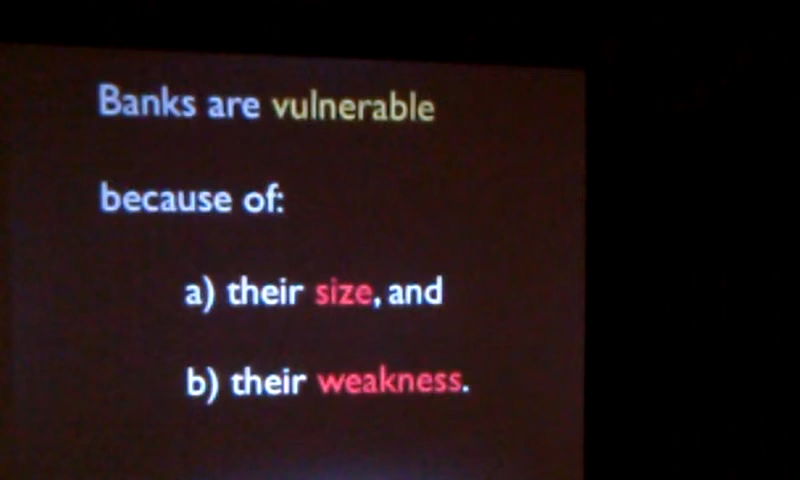 Banks are vulnerable
because of:
a) their size, and
b) their weakness.